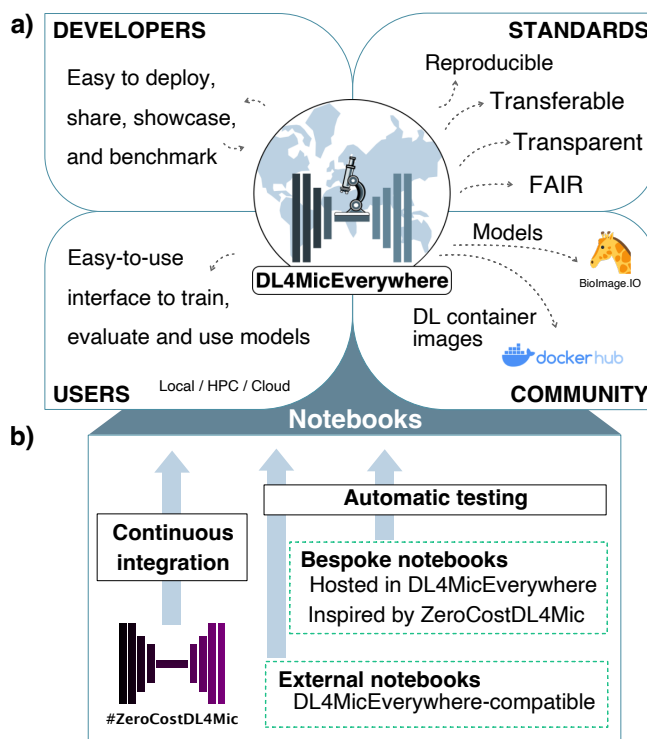 a)
DEVELOPERS
Easy to deploy,
share, showcase,
and benchmark
STANDARDS
Reproducible
Transferable
Transparent
FAIR
DL4MicEverywhere
Easy-to-use
interface to train,
evaluate and use models
Local / HPC / Cloud
USERS
Models
BioImage.IO
DL container
images
dockerhub
COMMUNITY
Notebooks
b)
Continuous
integration
#ZeroCostDL4Mic
Automatic testing
Bespoke notebooks
Hosted in DL4MicEverywhere
Inspired by ZeroCostDL4Mic
External notebooks
DL4MicEverywhere-compatible